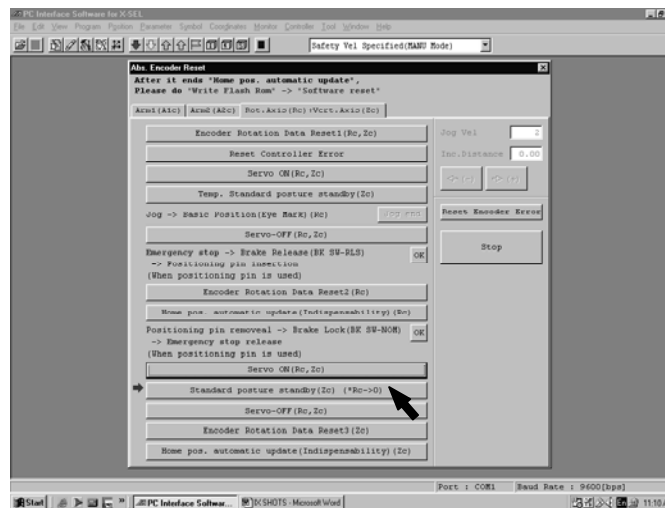 PC Interface Software for X-SEL
File Edit View Program Position Parameter Symbol Coordinates Monitor Controller Tool Window Help
Safety Vel Specified(MANU Mode)
Abs. Encoder Reset
After it ends "Home pos. automatic update",
Please do "Write Flash Rom" -> "Software reset"
Arm1(A1c) Arm2(A2c) Rot.Axis(Rc)+Vert.Axis(Zc)
Encoder Rotation Data Reset1(Rc,Zc)
Jog Vel 2
Reset Controller Error
Inc.Distance 0.00
Servo ON(Rc,Zc)
Temp. Standard posture standby(Zc)
Jog -> Basic Position(Eye Mark)(Rc) Jog end
Reset Encoder Error
Servo-OFF(Rc,Zc)
Stop
Emergency stop -> Brake Release(BK SW-RLS)
-> Positioning pin insertion
(When positioning pin is used)
OK
Encoder Rotation Data Reset2(Rc)
Home pos. automatic update(Indispensability)(Rc)
Positioning pin removeal -> Brake Lock(BK SW-NOM)
-> Emergency stop release
(When positioning pin is used)
OK
Servo ON(Rc,Zc)
Standard posture standby(Zc) (*Rc->0)
Servo-OFF(Rc,Zc)
Encoder Rotation Data Reset3(Zc)
Home pos. automatic update(Indispensability)(Zc)
Port : COM1 Baud Rate : 9600[bps]
Start PC Interface Softwar... IX SHOTS - Microsoft Word 11:10